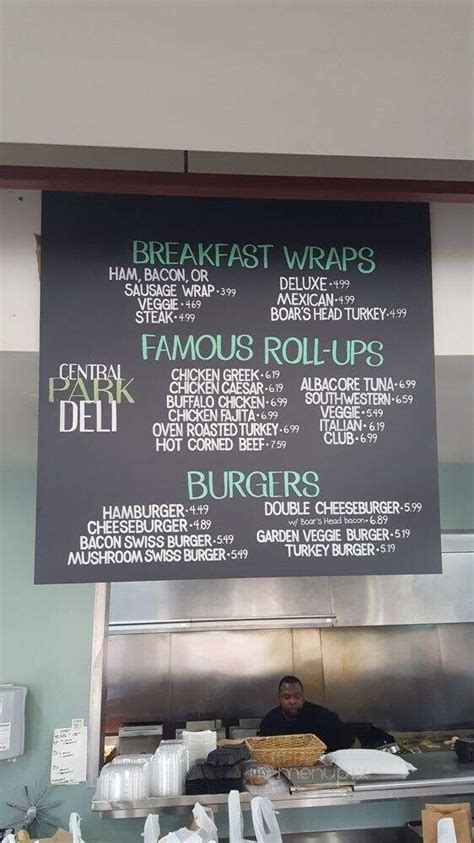 BREAKFAST WRAPS
HAM, BACON, OR
SAUSAGE WRAP • 3.99
VEGGIE • 4.69
STEAK • 4.99
DELUXE • 4.99
MEXICAN • 4.99
BOAR'S HEAD TURKEY • 4.99
FAMOUS ROLL-UPS
CENTRAL
PARK
DELI
CHICKEN GREEK • 6.19
CHICKEN CAESAR • 6.19
BUFFALO CHICKEN • 6.99
CHICKEN FAJITA • 6.99
OVEN ROASTED TURKEY • 6.99
HOT CORNED BEEF • 7.59
ALBACORE TUNA • 6.99
SOUTHWESTERN • 6.59
VEGGIE • 5.49
ITALIAN • 6.19
CLUB • 6.99
BURGERS
HAMBURGER • 4.49
CHEESEBURGER • 4.89
BACON SWISS BURGER • 5.49
MUSHROOM SWISS BURGER • 5.49
DOUBLE CHEESEBURGER • 5.99
w/ Boar's Head bacon • 6.89
GARDEN VEGGIE BURGER • 5.19
TURKEY BURGER • 5.19